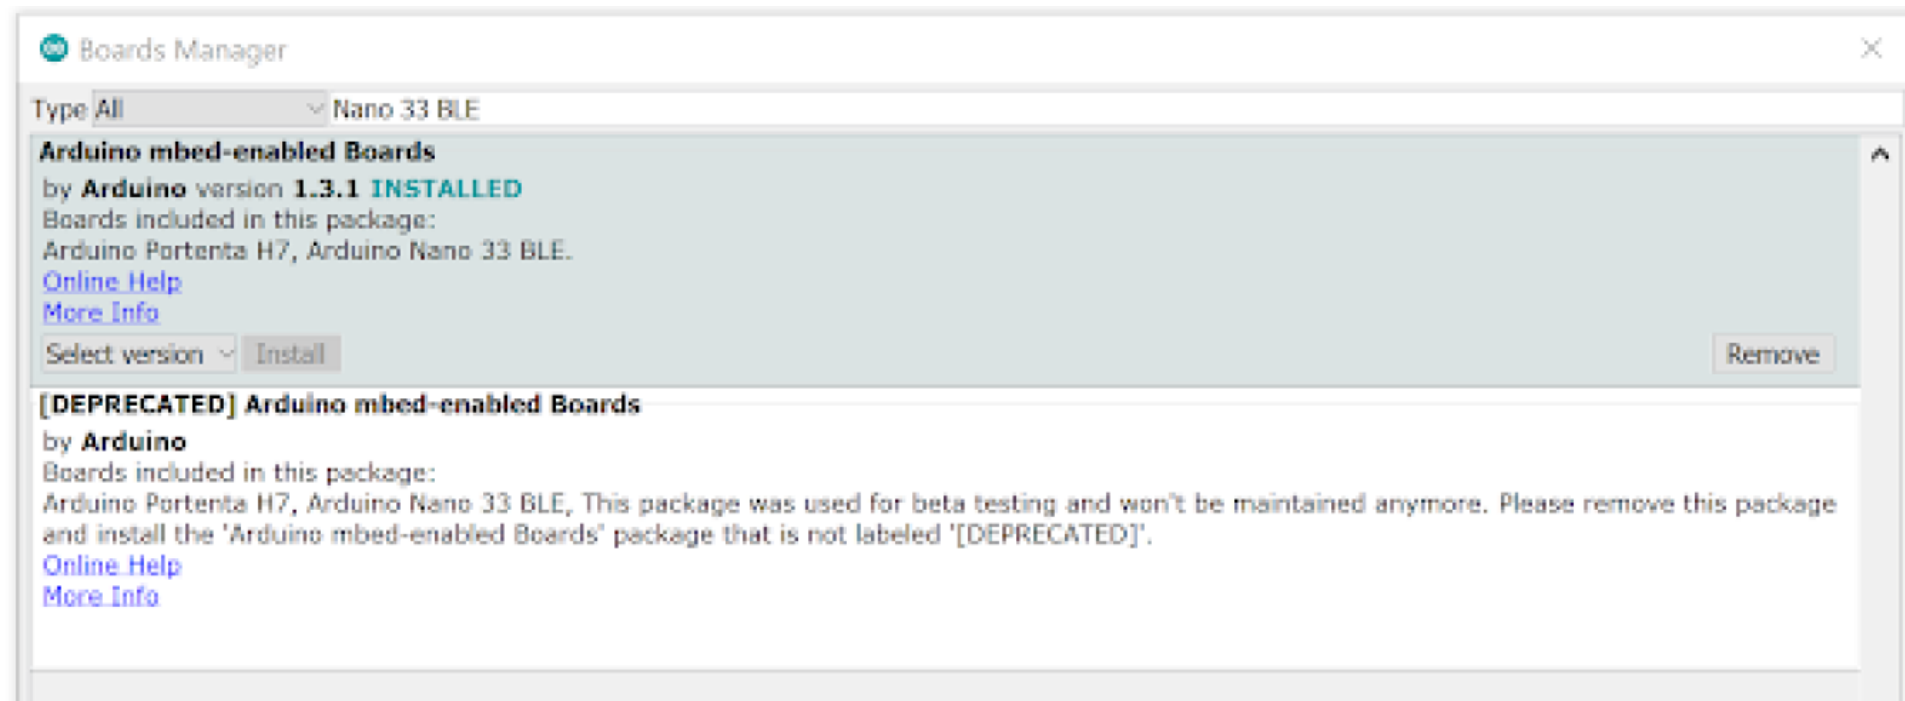 Boards Manager
Type All Nano 33 BLE
Arduino mbed-enabled Boards
by Arduino version 1.3.1 INSTALLED
Boards included in this package:
Arduino Portenta H7, Arduino Nano 33 BLE.
Online Help
More Info
Select version Install Remove
[DEPRECATED] Arduino mbed-enabled Boards
by Arduino
Boards included in this package:
Arduino Portenta H7, Arduino Nano 33 BLE, This package was used for beta testing and won't be maintained anymore. Please remove this package
and install the 'Arduino mbed-enabled Boards' package that is not labeled '[DEPRECATED]'.
Online Help
More Info